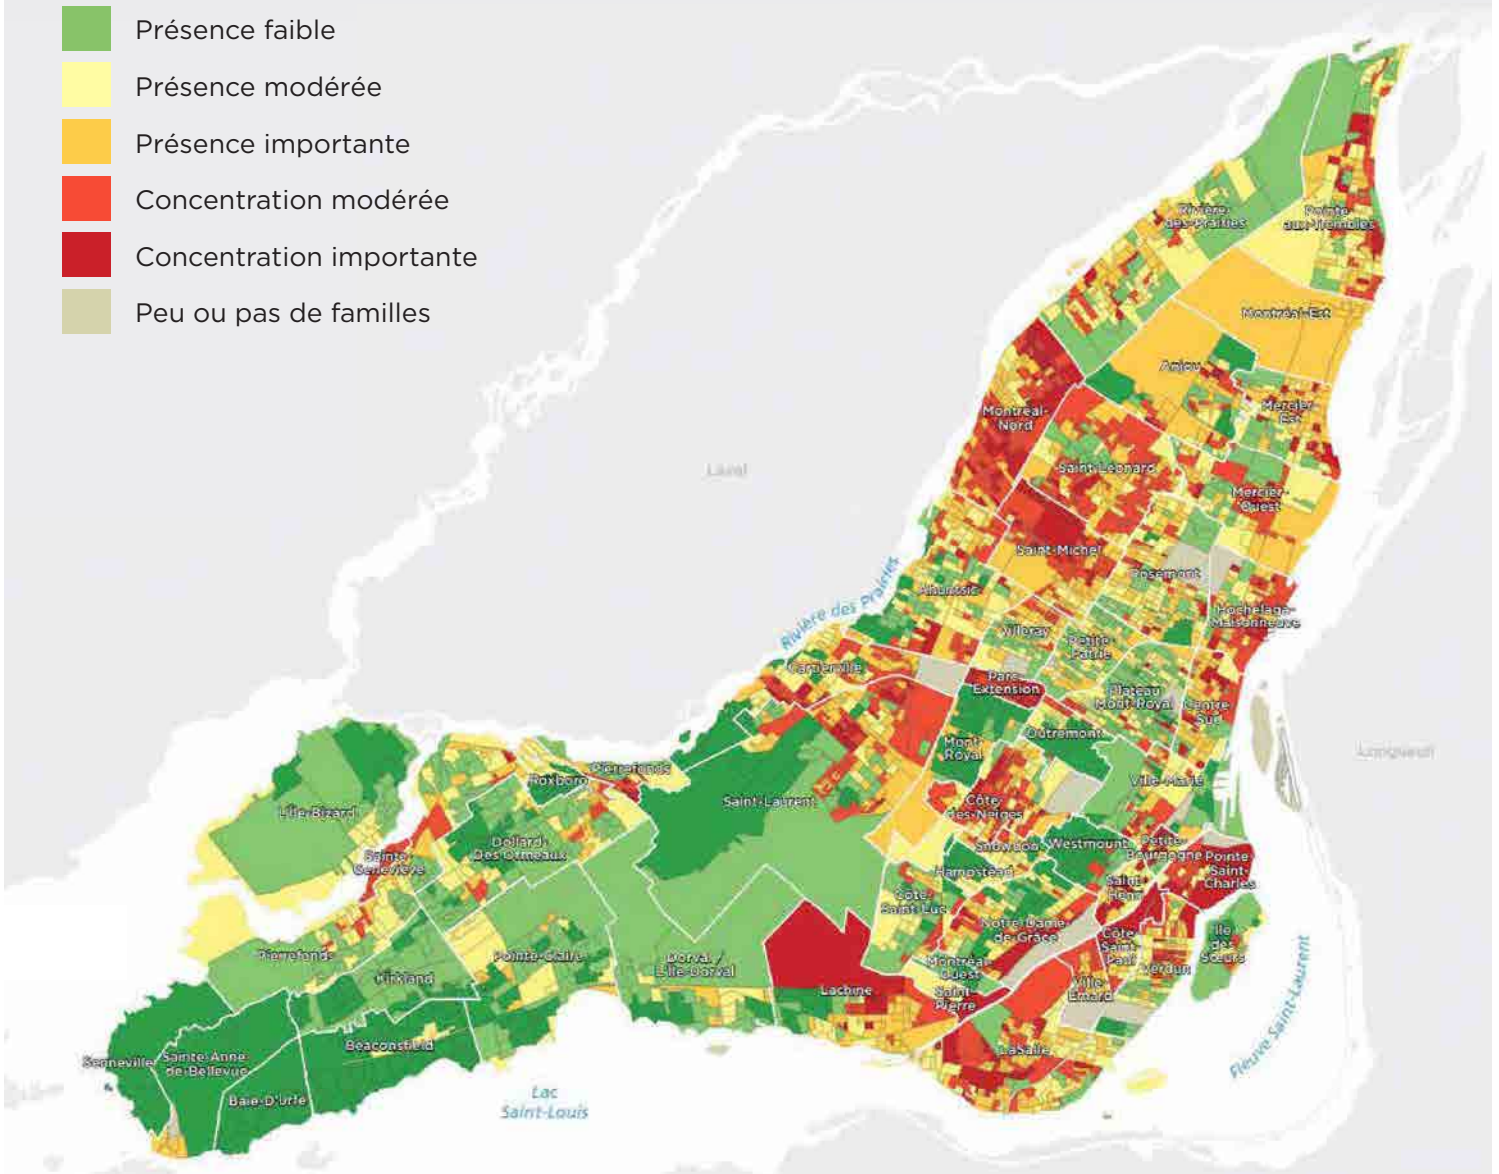 Présence faible
Présence modérée
Présence importante
Concentration modérée
Concentration importante
Peu ou pas de familles
Rivière-
des-Prairies
Pointe-
aux-Trembles
Montréal-Est
Anjou
Mercier-
Est
Montréal-
Nord
Saint-Léonard
Laval
Mercier-
Ouest
Saint-Michel
Rosemont
Ahuntsic
Rivière des Prairies
Hochelaga-
Maisonneuve
Villeray
Petite-
Patrie
Cartierville
Parc-
Extension
Plateau
Mont-Royal
Centre-
Sud
Outremont
Mont-
Royal
Longueuil
Pierrefonds
Roxboro
Ville-Marie
Saint-Laurent
L'Île-Bizard
Côte-
des-Neiges
Dollard-
Des Ormeaux
Snowdon
Westmount
Petite-
Bourgogne
Pointe-
Saint-
Charles
Sainte-
Geneviève
Hampstead
Saint-
Henri
Côte-
Saint-Luc
Notre-Dame-
de-Grâce
Côte-
Saint-
Paul
Île
des
Soeurs
Pierrefonds
Pointe-Claire
Dorval /
L'Île-Dorval
Montréal-
Ouest
Verdun
Kirkland
Lachine
Saint-
Pierre
Ville-
Émard
Fleuve Saint-Laurent
Beaconsfield
LaSalle
Senneville
Sainte-Anne-
de-Bellevue
Baie-D'Urfé
Lac
Saint-Louis